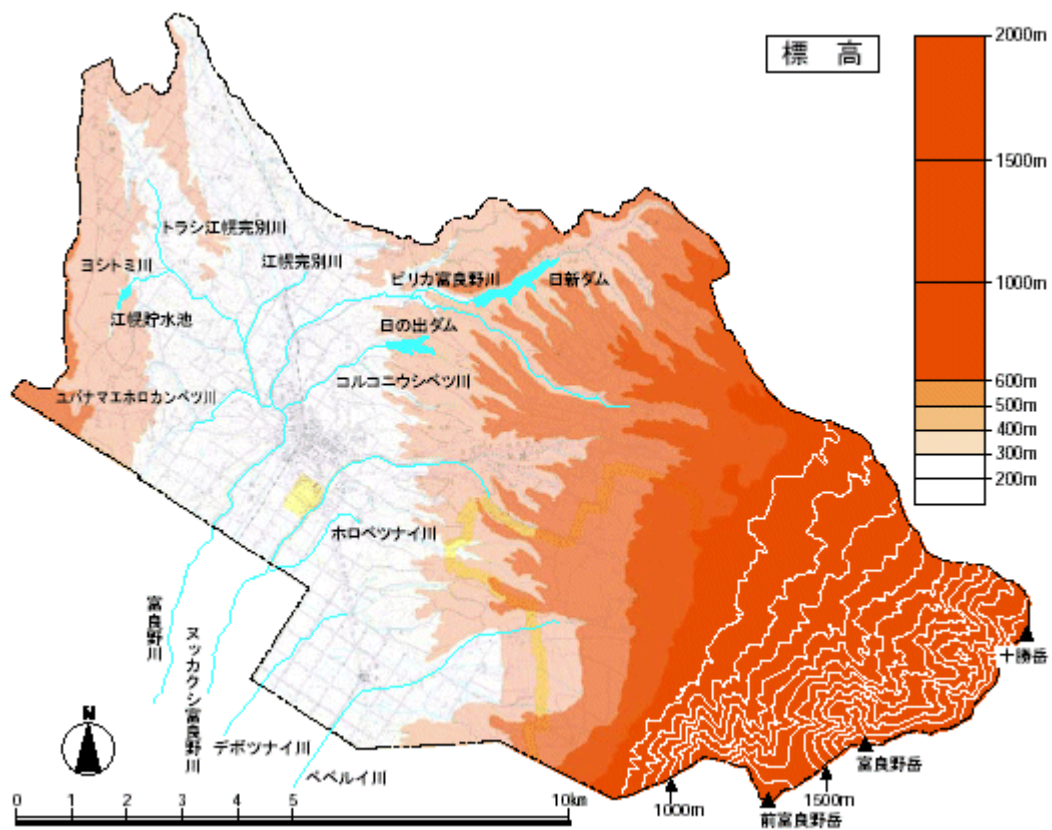 標 高
2000m
1500m
1000m
600m
500m
400m
300m
200m
トラシ江幌完別川
ヨシトミ川
江幌完別川
ピリカ富良野川
日新ダム
江幌貯水池
日の出ダム
コルコニウシベツ川
ユバナマエホロカンベツ川
ホロベツナイ川
富良野川
ヌッカクシ富良野川
デボツナイ川
ベベルイ川
十勝岳
富良野岳
1500m
1000m
前富良野岳
N
0 1 2 3 4 5 10km